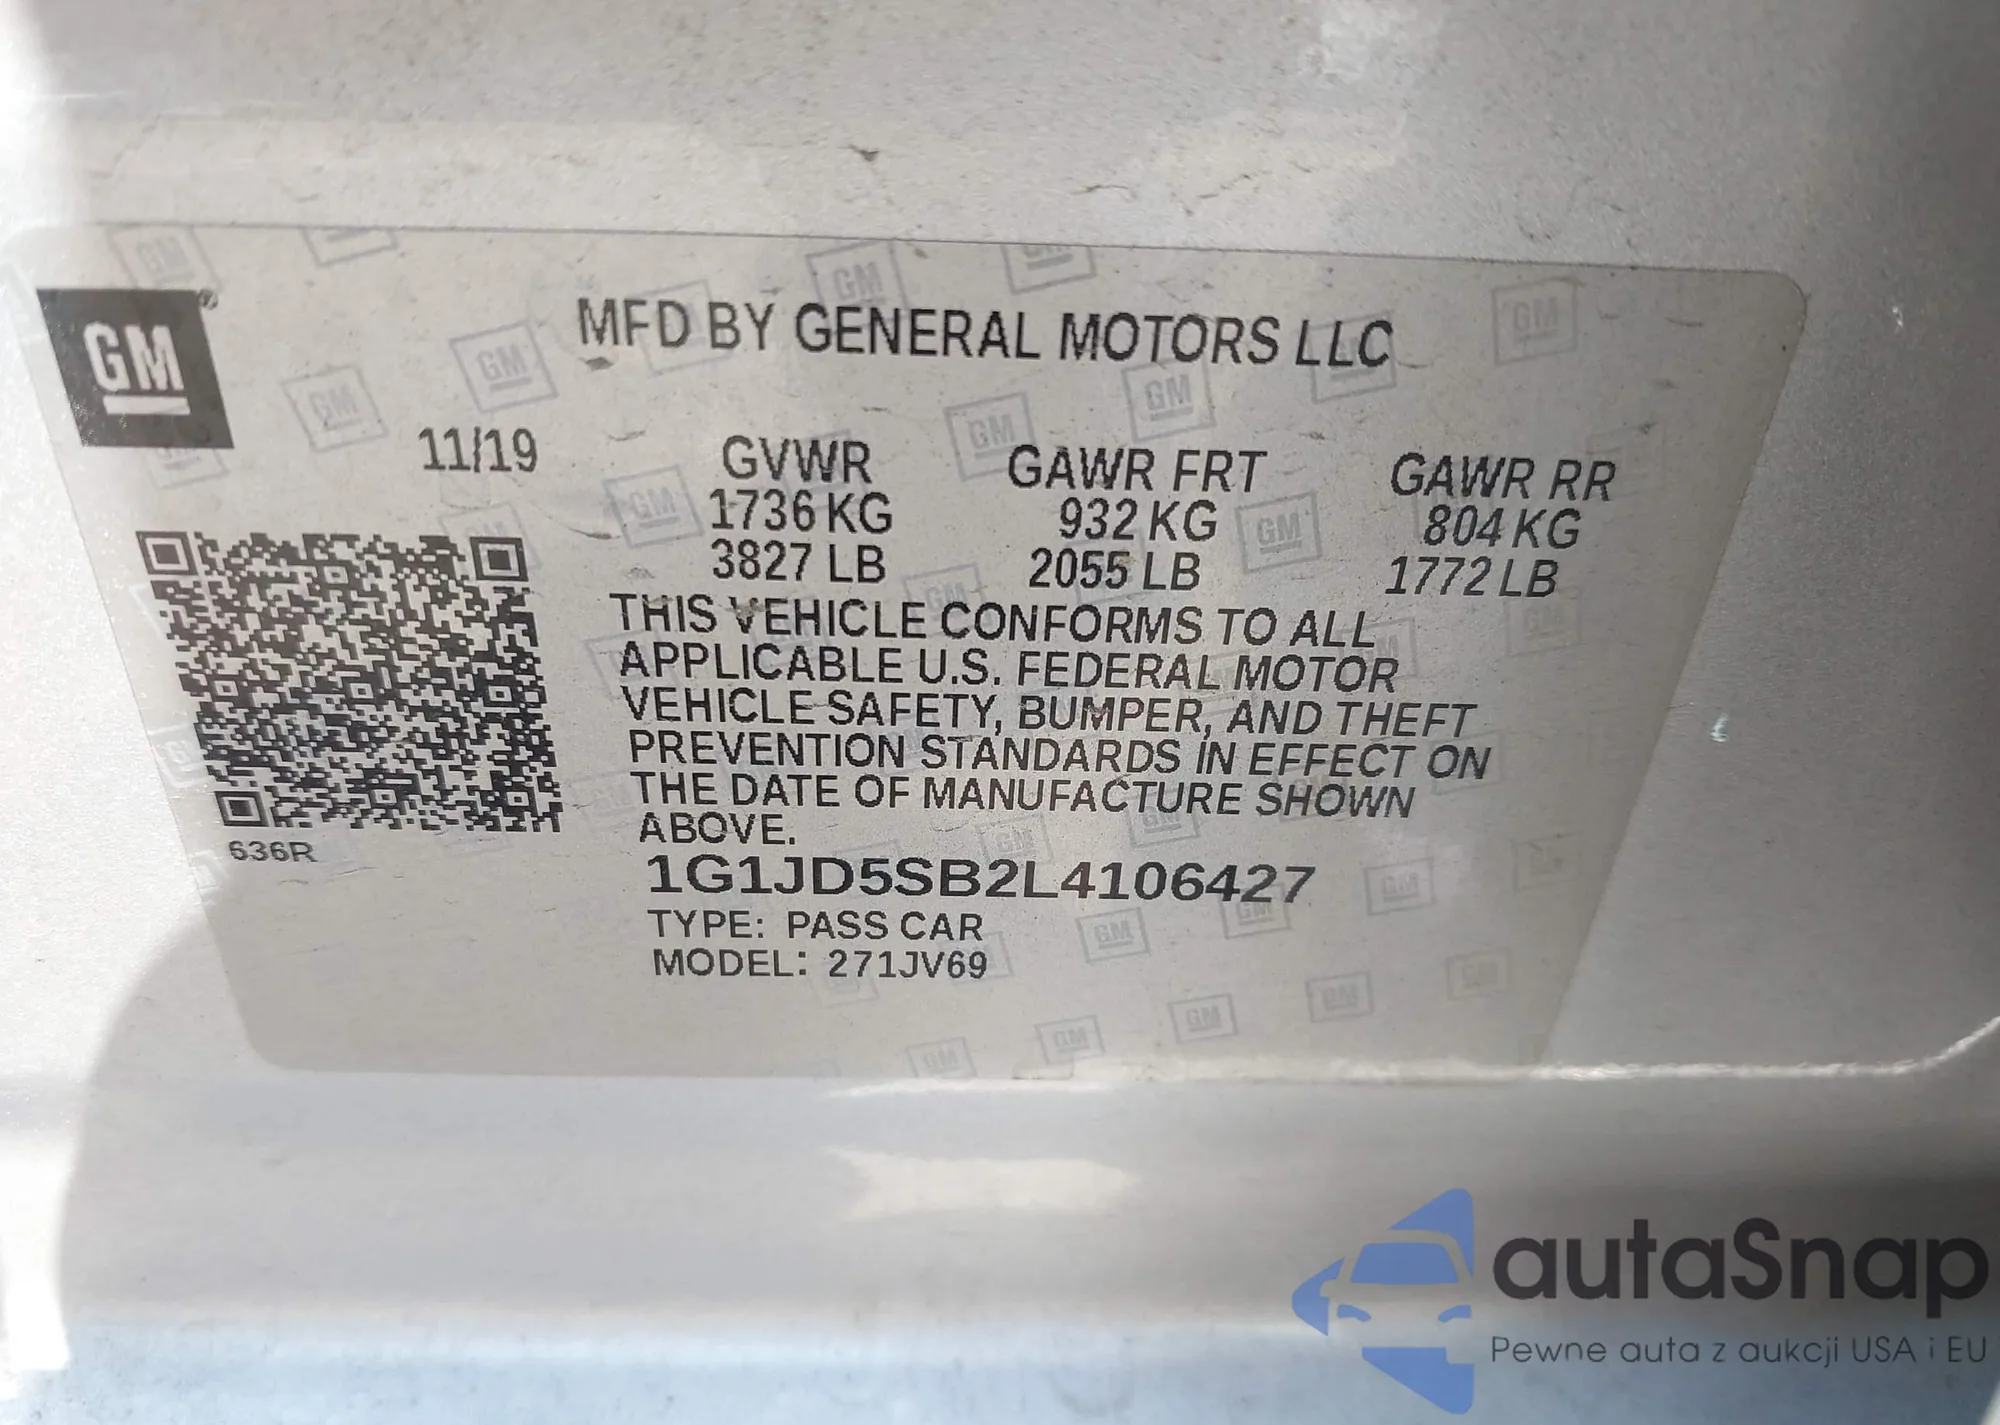 GM
MFD BY GENERAL MOTORS LLC
11/19
GVWR
1736 KG
3827 LB
GAWR FRT
932 KG
2055 LB
GAWR RR
804 KG
1772 LB
THIS VEHICLE CONFORMS TO ALL
APPLICABLE U.S. FEDERAL MOTOR
VEHICLE SAFETY, BUMPER, AND THEFT
PREVENTION STANDARDS IN EFFECT ON
THE DATE OF MANUFACTURE SHOWN
ABOVE.
636R
1G1JD5SB2L4106427
TYPE: PASS CAR
MODEL: 271JV69
autaSnap
Pewne auta z aukcji USA i EU